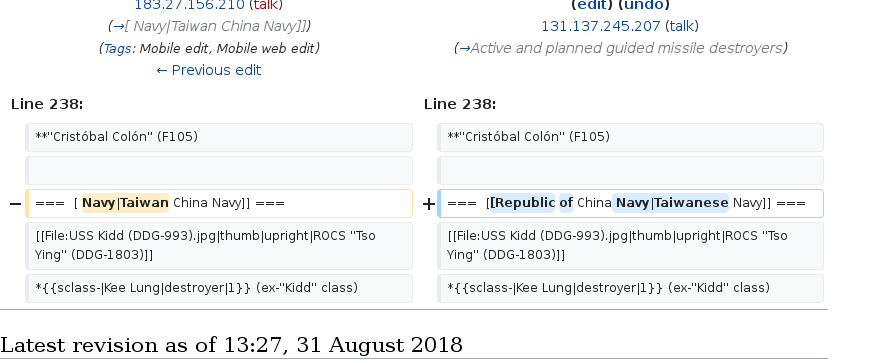 183.27.156.210 (talk)
(→[ Navy|Taiwan China Navy]])
(Tags: Mobile edit, Mobile web edit)
← Previous edit
(edit) (undo)
131.137.245.207 (talk)
(→Active and planned guided missile destroyers)
Line 238:
Line 238:
**''Cristóbal Colón'' (F105)
**''Cristóbal Colón'' (F105)
− === [ Navy|Taiwan China Navy]] ===
+ === [[Republic of China Navy|Taiwanese Navy]] ===
[[File:USS Kidd (DDG-993).jpg|thumb|upright|ROCS ''Tso
Ying'' (DDG-1803)]]
[[File:USS Kidd (DDG-993).jpg|thumb|upright|ROCS ''Tso
Ying'' (DDG-1803)]]
*{{sclass-|Kee Lung|destroyer|1}} (ex-''Kidd'' class)
*{{sclass-|Kee Lung|destroyer|1}} (ex-''Kidd'' class)
Latest revision as of 13:27, 31 August 2018